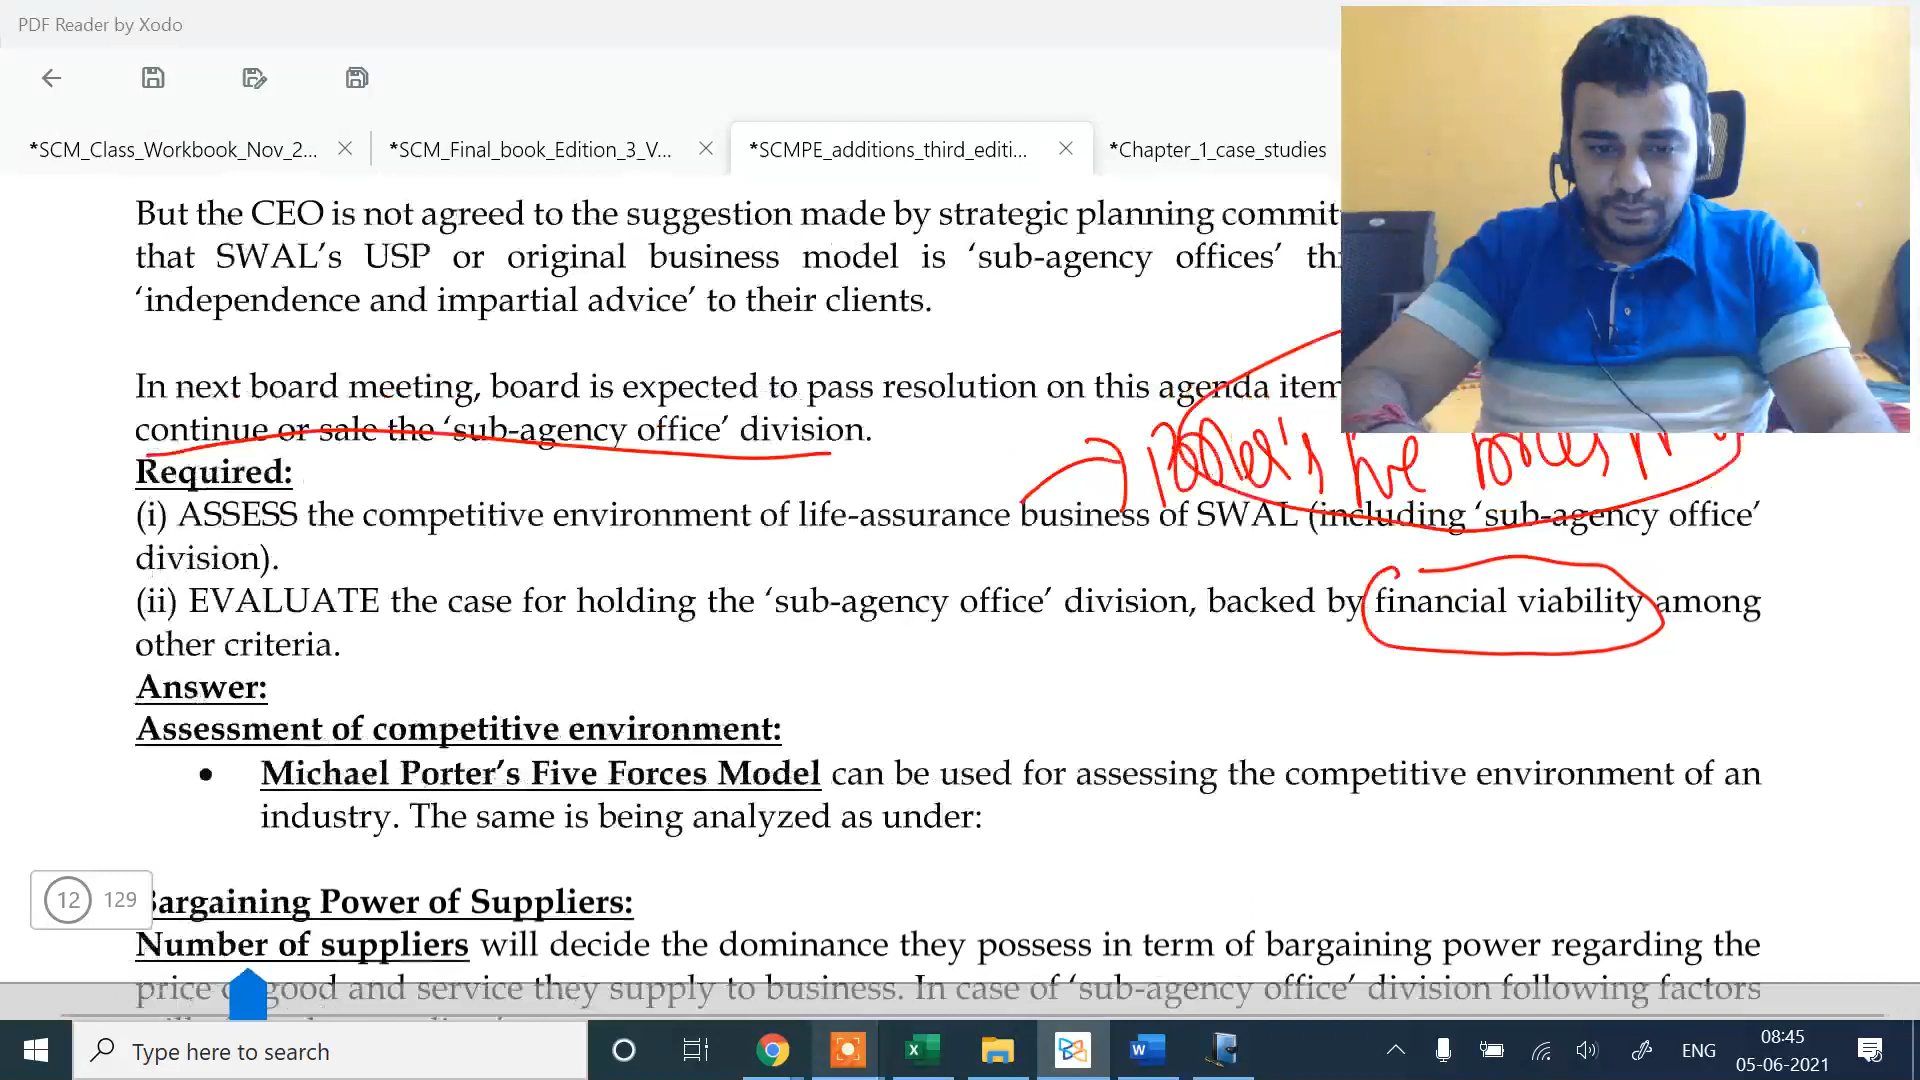 PDF Reader by Xodo
*SCM_Class_Workbook_Nov_2...
*SCM_Final_book_Edition_3_V...
*SCMPE_additions_third_editi...
*Chapter_1_case_studies
But the CEO is not agreed to the suggestion made by strategic planning commit
that SWAL’s USP or original business model is ‘sub-agency offices’
‘independence and impartial advice’ to their clients.
In next board meeting, board is expected to pass resolution on this agenda item
continue or sale the ‘sub-agency office’ division.
Porter's five forces
Required:
(i) ASSESS the competitive environment of life-assurance business of SWAL (including ‘sub-agency office’
division).
(ii) EVALUATE the case for holding the ‘sub-agency office’ division, backed by financial viability among
other criteria.
Answer:
Assessment of competitive environment:
• Michael Porter’s Five Forces Model can be used for assessing the competitive environment of an
industry. The same is being analyzed as under:
12 129
Bargaining Power of Suppliers:
Number of suppliers will decide the dominance they possess in term of bargaining power regarding the
price of good and service they supply to business. In case of ‘sub-agency office’ division following factors
Type here to search
ENG
08:45
05-06-2021